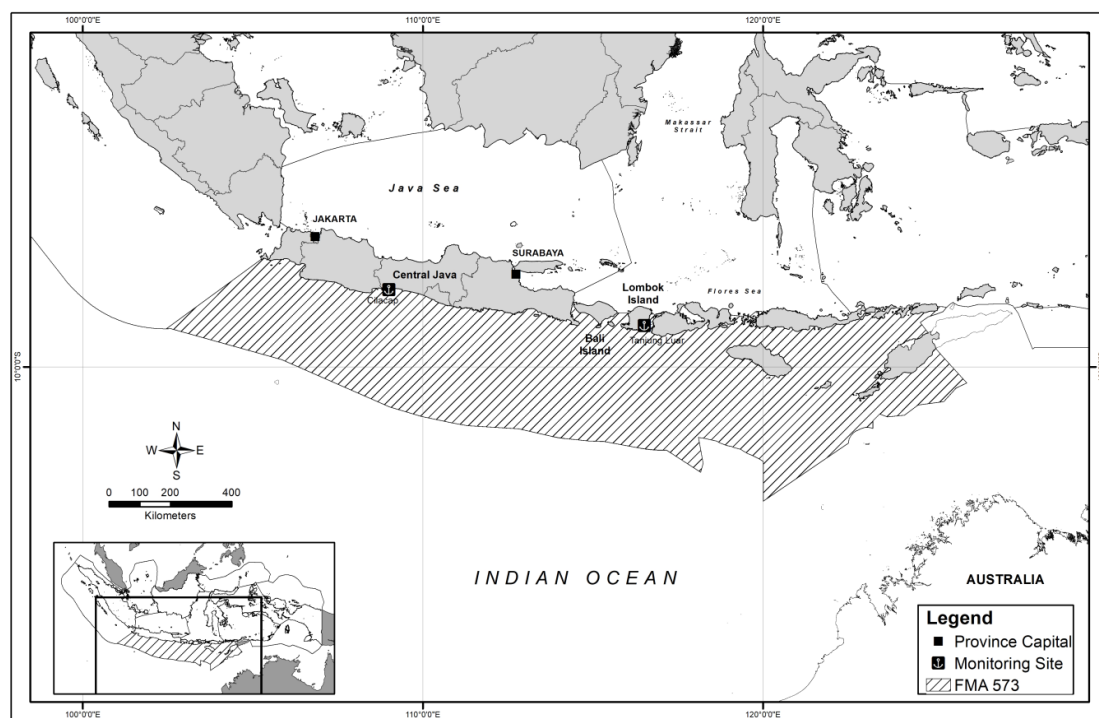 100°0'0"E 110°0'0"E 120°0'0"E
Makassar
Strait
Java Sea
JAKARTA
SURABAYA
Central Java
Cilacap
Lombok
Island
Flores Sea
Bali
Island
Tanjung Luar
10°0'0"S
N
W E
S
0 100 200 400
Kilometers
INDIAN OCEAN
AUSTRALIA
Legend
Province Capital
Monitoring Site
FMA 573
100°0'0"E 110°0'0"E 120°0'0"E